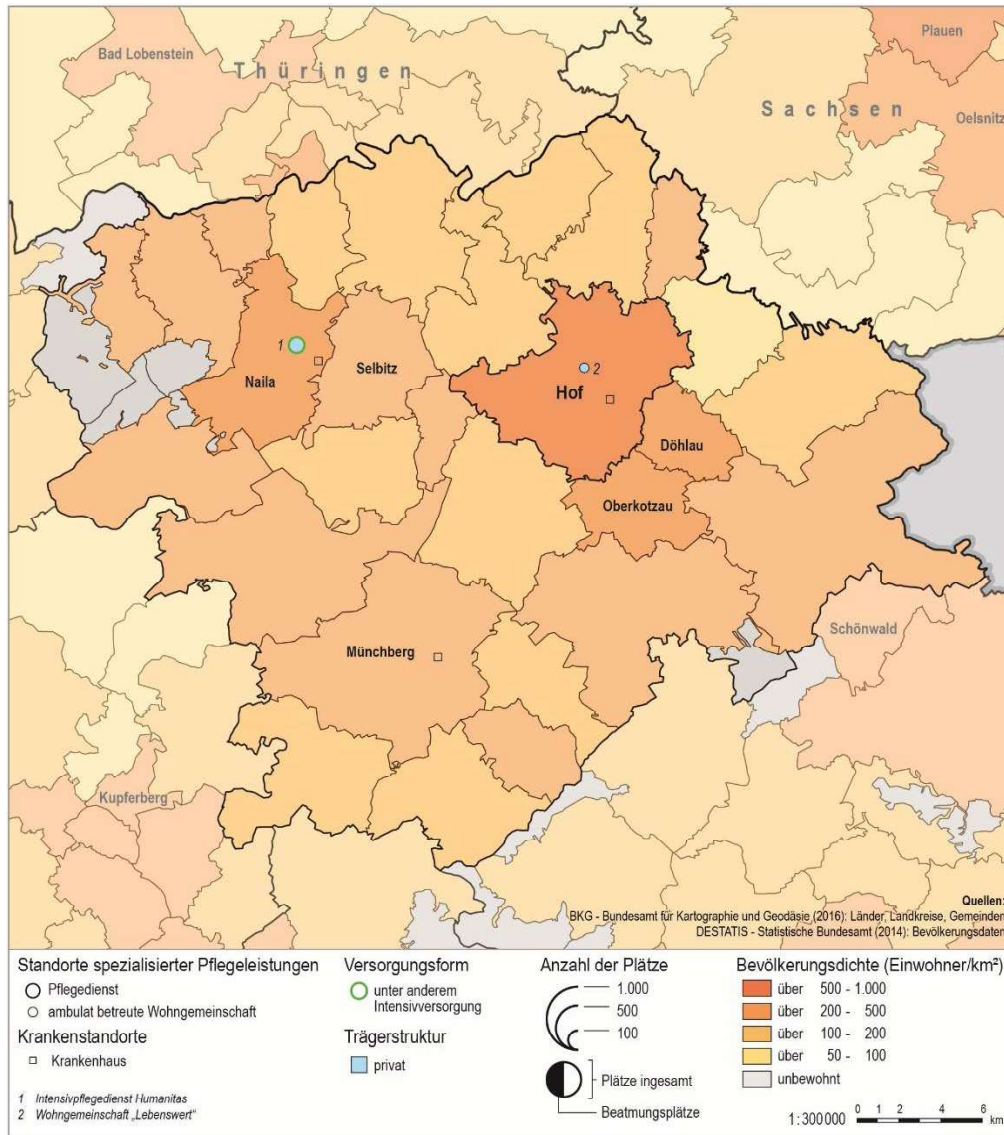 Bad Lobenstein
Thüringen
Plauen
Sachsen
Oelsnitz
1
Naila
Selbitz
2
Hof
Döhlau
Oberkotzau
Schönwald
Münchberg
Kupferberg
Quellen:
BKG - Bundesamt für Kartographie und Geodäsie (2016): Länder, Landkreise, Gemeinden
DESTATIS - Statistische Bundesamt (2014): Bevölkerungsdaten
Standorte spezialisierter Pflegeleistungen
Pflegedienst
ambulat betreute Wohngemeinschaft
Krankenstandorte
Krankenhaus
1 Intensivpflegedienst Humanitas
2 Wohngemeinschaft „Lebenswert"
Versorgungsform
unter anderem
Intensivversorgung
Trägerstruktur
privat
Anzahl der Plätze
1.000
500
100
Plätze ingesamt
Beatmungsplätze
Bevölkerungsdichte (Einwohner/km²)
über 500 - 1.000
über 200 - 500
über 100 - 200
über 50 - 100
unbewohnt
1:300000 0 1 2 4 6
km